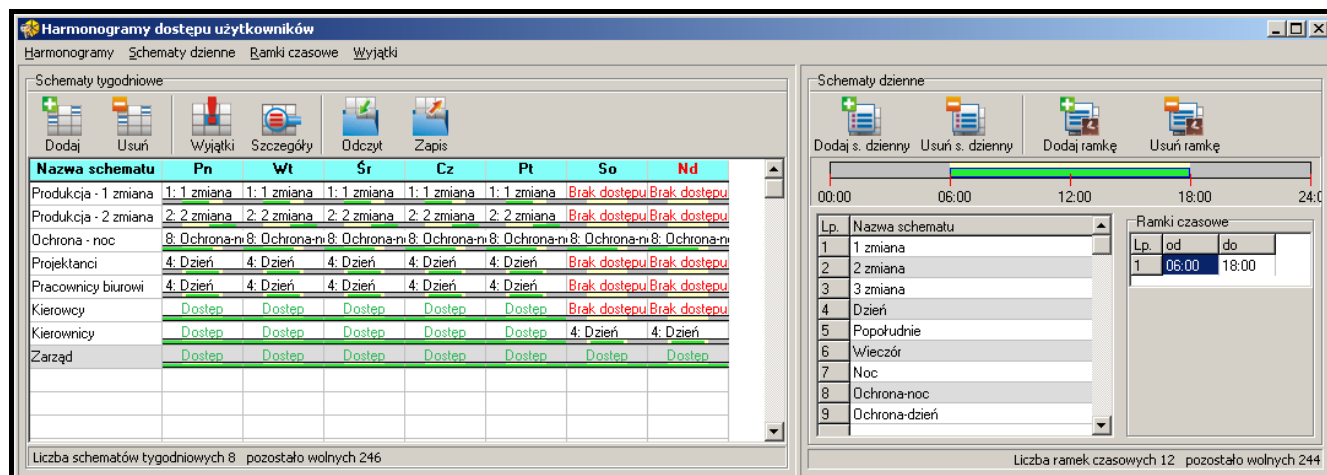 Harmonogramy dostępu użytkowników
Harmonogramy Schematy dzienne Ramki czasowe Wyjątki
Schematy tygodniowe
Dodaj Usuń Wyjątki Szczegóły Odczyt Zapis
Nazwa schematu Pn Wt Śr Cz Pt So Nd
Produkcja - 1 zmiana 1: 1 zmiana 1: 1 zmiana 1: 1 zmiana 1: 1 zmiana 1: 1 zmiana Brak dostępu Brak dostępu
Produkcja - 2 zmiana 2: 2 zmiana 2: 2 zmiana 2: 2 zmiana 2: 2 zmiana 2: 2 zmiana Brak dostępu Brak dostępu
Ochrona - noc 8: Ochrona-n 8: Ochrona-n 8: Ochrona-n 8: Ochrona-n 8: Ochrona-n 8: Ochrona-n 8: Ochrona-n
Projektanci 4: Dzień 4: Dzień 4: Dzień 4: Dzień 4: Dzień Brak dostępu Brak dostępu
Pracownicy biurowi 4: Dzień 4: Dzień 4: Dzień 4: Dzień 4: Dzień Brak dostępu Brak dostępu
Kierowcy Dostęp Dostęp Dostęp Dostęp Dostęp Brak dostępu Brak dostępu
Kierownicy Dostęp Dostęp Dostęp Dostęp Dostęp 4: Dzień 4: Dzień
Zarząd Dostęp Dostęp Dostęp Dostęp Dostęp Dostęp Dostęp
Liczba schematów tygodniowych 8 pozostało wolnych 246
Schematy dzienne
Dodaj s. dzienny Usuń s. dzienny Dodaj ramkę Usuń ramkę
00:00 06:00 12:00 18:00 24:0
Lp. Nazwa schematu
1 1 zmiana
2 2 zmiana
3 3 zmiana
4 Dzień
5 Popołudnie
6 Wieczór
7 Noc
8 Ochrona-noc
9 Ochrona-dzień
Ramki czasowe
Lp. od do
1 06:00 18:00
Liczba ramek czasowych 12 pozostało wolnych 244